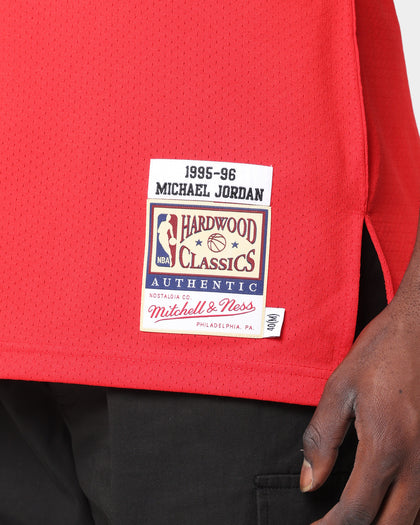 1995-96
MICHAEL JORDAN
NBA
HARDWOOD
CLASSICS
AUTHENTIC
NOSTALGIA CO.
Mitchell & Ness
PHILADELPHIA, PA.
40(M)